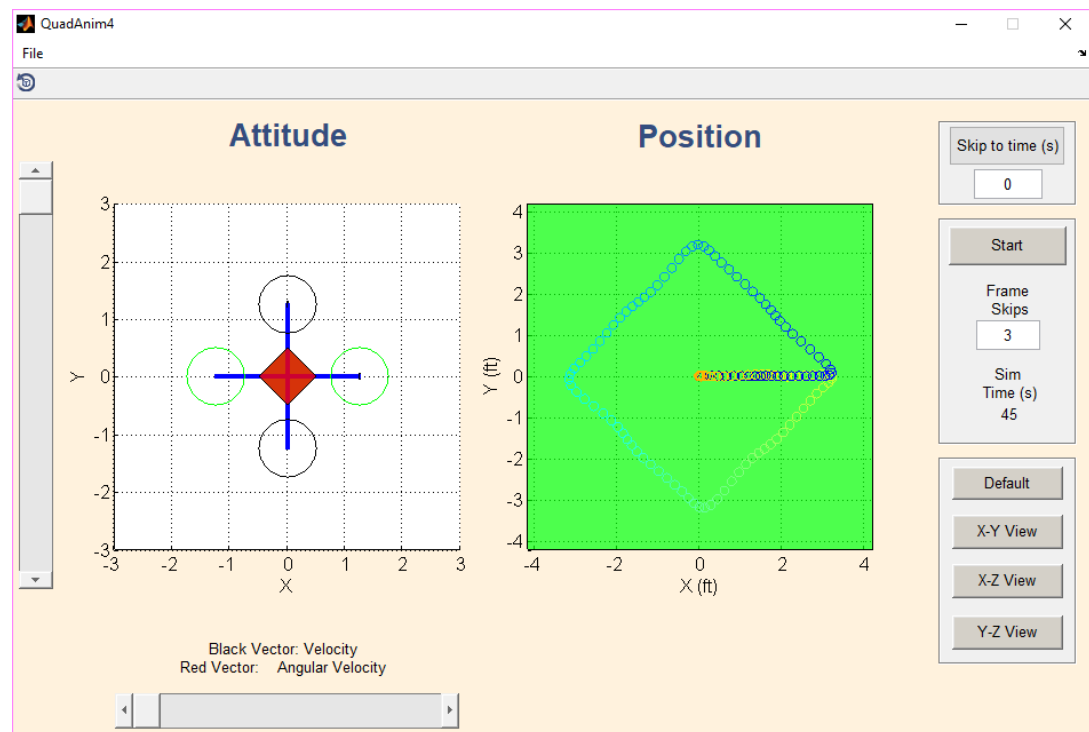 QuadAnim4
File
Attitude
Position
Skip to time (s)
0
Start
Frame
Skips
3
Sim
Time (s)
45
Default
X-Y View
X-Z View
Y-Z View
3
2
1
0
-1
-2
-3
Y
-3
-2
-1
0
1
2
3
X
4
3
2
1
0
-1
-2
-3
-4
Y (ft)
-4
-2
0
2
4
X (ft)
Black Vector: Velocity
Red Vector: Angular Velocity